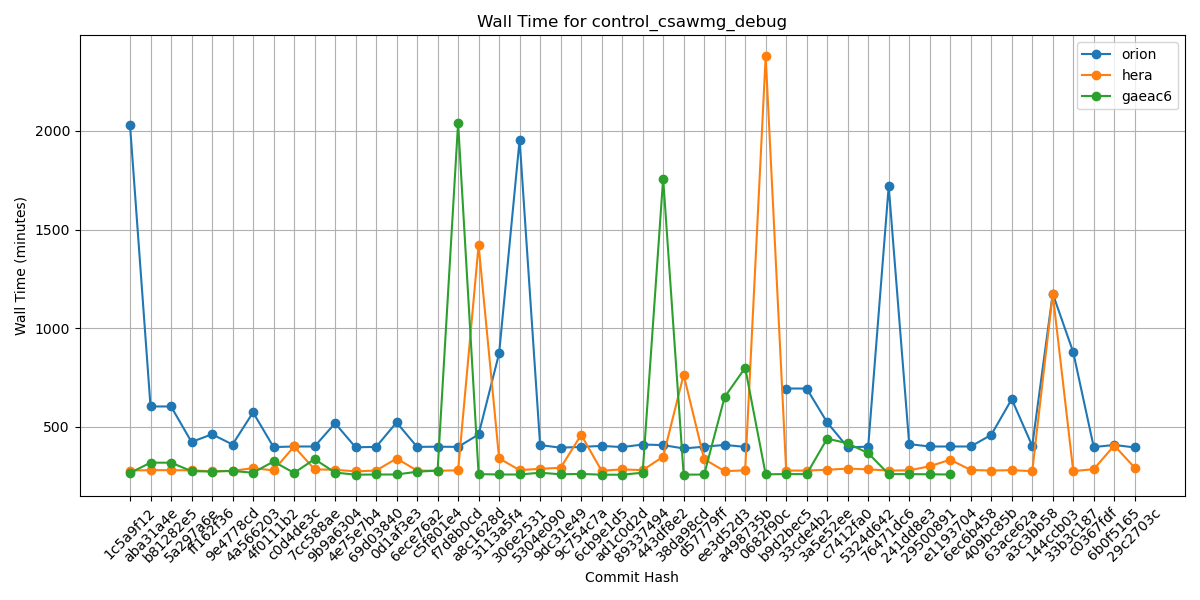 Wall Time for control_csawmg_debug
orion
hera
gaeac6
Wall Time (minutes)
2000
1500
1000
500
1c5a9f12
aba31a4e
b81282e5
5a2971a6e
ff162f36
9e4778cd
4a566203
4f0111b2
c0d4de3c
7cc588ae
9b9a6304
4e75e7b4
69d03840
0d1af3e3
6ece76a2
c5f801e4
f7d8b0cd
a8c1628d
3113a5f4
306e2531
5304e090
9dc31e49
9c754c7a
6cb9e1d5
ad1c0d2d
89337494
443df8e2
38da98cd
d57779ff
ee3d52d3
a498735b
0682f90c
b9d2bec5
33cde4b2
3a5e52ee
c7412fa0
5324d642
76471dc6
241dd8e3
29500891
e1193704
6ec6b458
409bc85b
63ace62a
a3c3bb58
144ccb03
33b3c187
c0367fdf
6b0f5165
29c2703c
Commit Hash